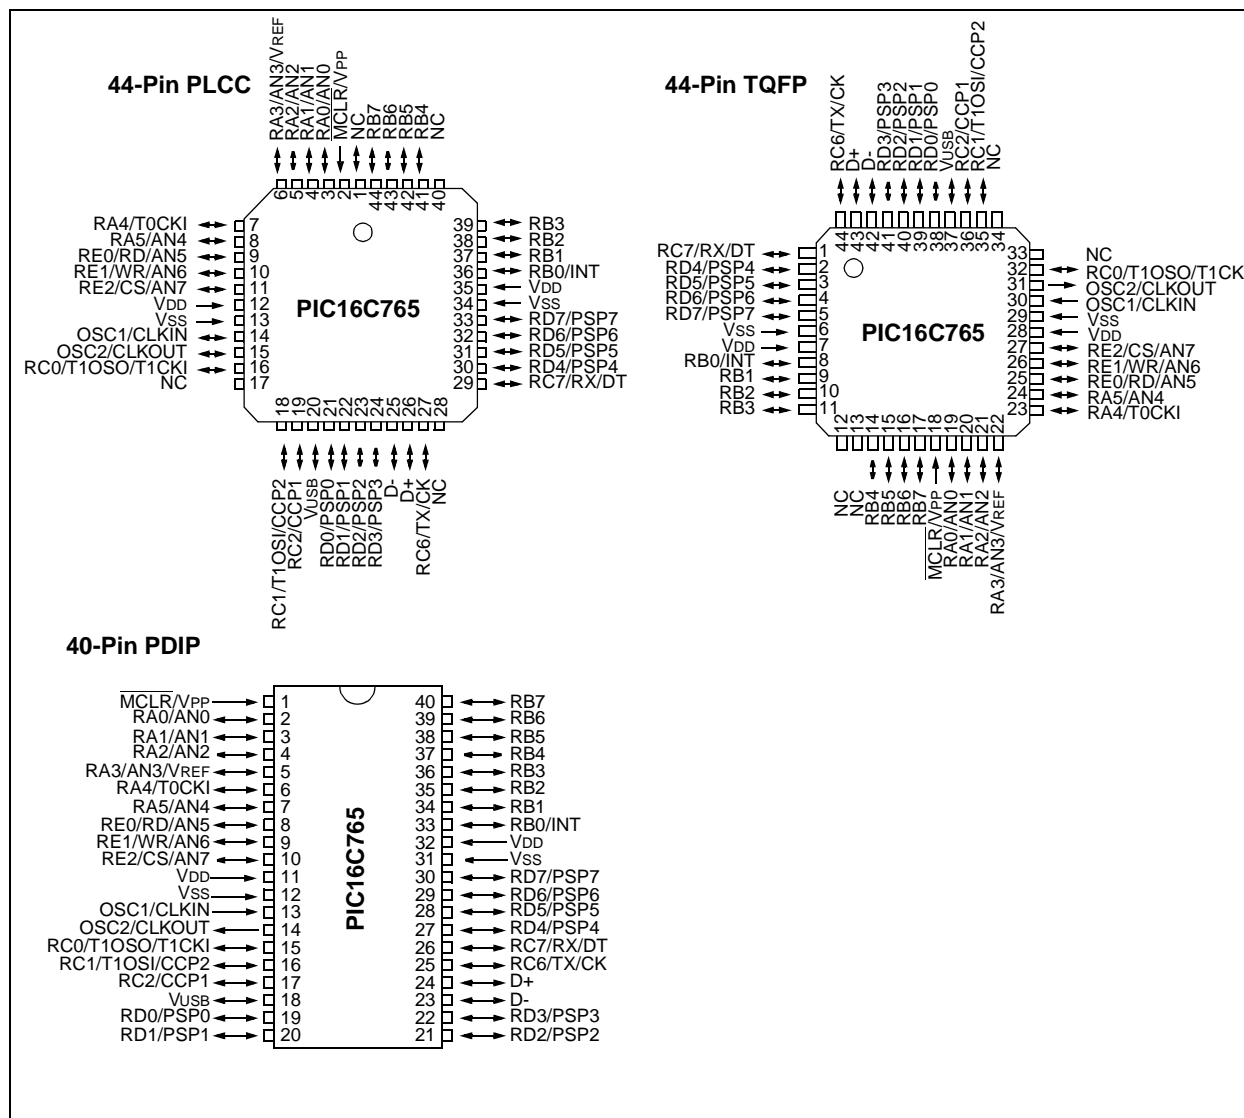 44-Pin PLCC
RA3/AN3/VREF
RA2/AN2
RA1/AN1
RA0/AN0
MCLR/VPP
NC
RB7
RB6
RB5
RB4
NC
6 5 4 3 2 1 44 43 42 41 40
RA4/T0CKI 7
RA5/AN4 8
RE0/RD/AN5 9
RE1/WR/AN6 10
RE2/CS/AN7 11
VDD 12
VSS 13
OSC1/CLKIN 14
OSC2/CLKOUT 15
RC0/T1OSO/T1CKI 16
NC 17
PIC16C765
39 RB3
38 RB2
37 RB1
36 RB0/INT
35 VDD
34 VSS
33 RD7/PSP7
32 RD6/PSP6
31 RD5/PSP5
30 RD4/PSP4
29 RC7/RX/DT
18 19 20 21 22 23 24 25 26 27 28
RC1/T1OSI/CCP2
RC2/CCP1
VUSB
RD0/PSP0
RD1/PSP1
RD2/PSP2
RD3/PSP3
D-
D+
RC6/TX/CK
NC
44-Pin TQFP
RC6/TX/CK
D+
D-
RD3/PSP3
RD2/PSP2
RD1/PSP1
RD0/PSP0
VUSB
RC2/CCP1
RC1/T1OSI/CCP2
NC
44 43 42 41 40 39 38 37 36 35 34
RC7/RX/DT 1
RD4/PSP4 2
RD5/PSP5 3
RD6/PSP6 4
RD7/PSP7 5
VSS 6
VDD 7
RB0/INT 8
RB1 9
RB2 10
RB3 11
PIC16C765
33 NC
32 RC0/T1OSO/T1CK
31 OSC2/CLKOUT
30 OSC1/CLKIN
29 VSS
28 VDD
27 RE2/CS/AN7
26 RE1/WR/AN6
25 RE0/RD/AN5
24 RA5/AN4
23 RA4/T0CKI
12 13 14 15 16 17 18 19 20 21 22
NC
NC
RB4
RB5
RB6
RB7
MCLR/VPP
RA0/AN0
RA1/AN1
RA2/AN2
RA3/AN3/VREF
40-Pin PDIP
MCLR/VPP 1
RA0/AN0 2
RA1/AN1 3
RA2/AN2 4
RA3/AN3/VREF 5
RA4/T0CKI 6
RA5/AN4 7
RE0/RD/AN5 8
RE1/WR/AN6 9
RE2/CS/AN7 10
VDD 11
VSS 12
OSC1/CLKIN 13
OSC2/CLKOUT 14
RC0/T1OSO/T1CKI 15
RC1/T1OSI/CCP2 16
RC2/CCP1 17
VUSB 18
RD0/PSP0 19
RD1/PSP1 20
PIC16C765
40 RB7
39 RB6
38 RB5
37 RB4
36 RB3
35 RB2
34 RB1
33 RB0/INT
32 VDD
31 VSS
30 RD7/PSP7
29 RD6/PSP6
28 RD5/PSP5
27 RD4/PSP4
26 RC7/RX/DT
25 RC6/TX/CK
24 D+
23 D-
22 RD3/PSP3
21 RD2/PSP2